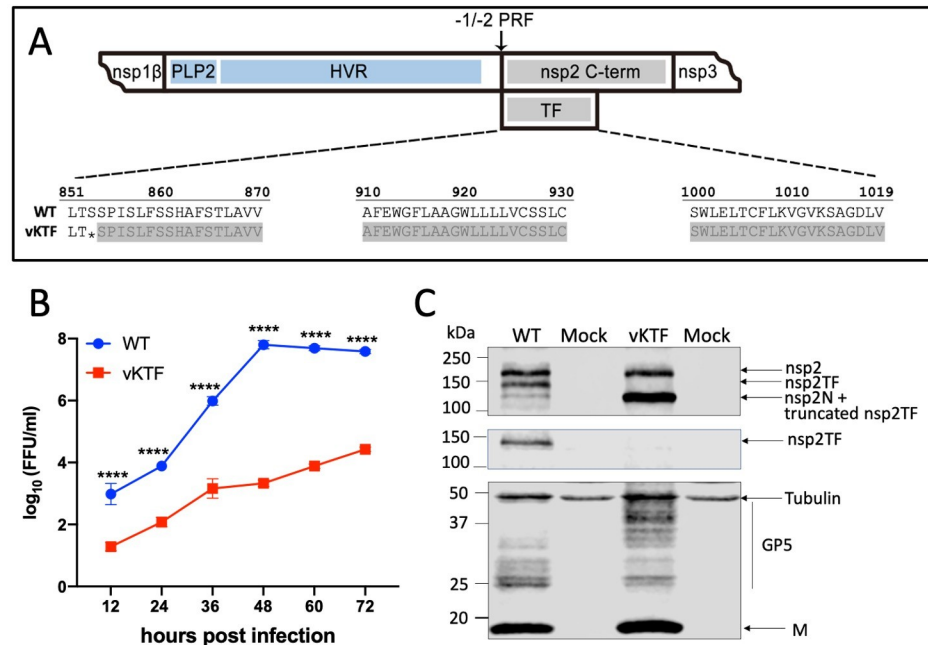 A
-1/-2 PRF
nsp1β PLP2 HVR nsp2 C-term nsp3
TF
851 860 870 910 920 930 1000 1010 1019
WT LTSSPISLFSSHAFSTLAVV AFEWGFLAAGWLLLLVCSSLC SWLELTCFLKVGVKSAGDLV
vKTF LT*SPISLFSSHAFSTLAVV AFEWGFLAAGWLLLLVCSSLC SWLELTCFLKVGVKSAGDLV
B
WT
vKTF
log10 (FFU/ml)
8
6
4
2
0
**** **** **** **** **** ****
12 24 36 48 60 72
hours post infection
C
kDa WT Mock vKTF Mock
250
150
100
nsp2
nsp2TF
nsp2N +
truncated nsp2TF
150
100
nsp2TF
50
37
25
20
Tubulin
GP5
M